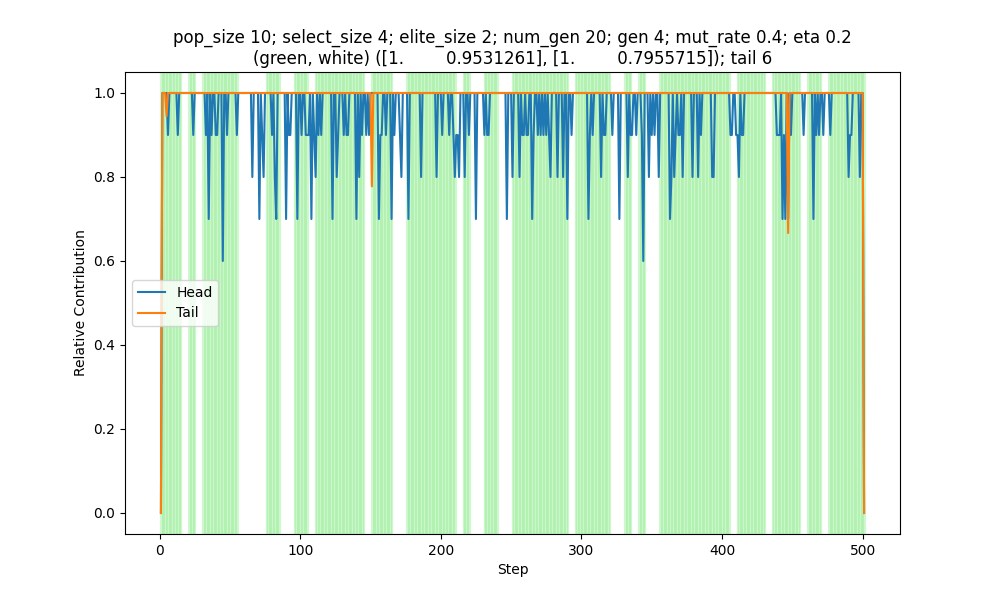 pop_size 10; select_size 4; elite_size 2; num_gen 20; gen 4; mut_rate 0.4; eta 0.2
(green, white) ([1.        0.9531261], [1.        0.7955715]); tail 6
1.0
0.8
0.6
0.4
0.2
0.0
Relative Contribution
Head
Tail
0 100 200 300 400 500
Step